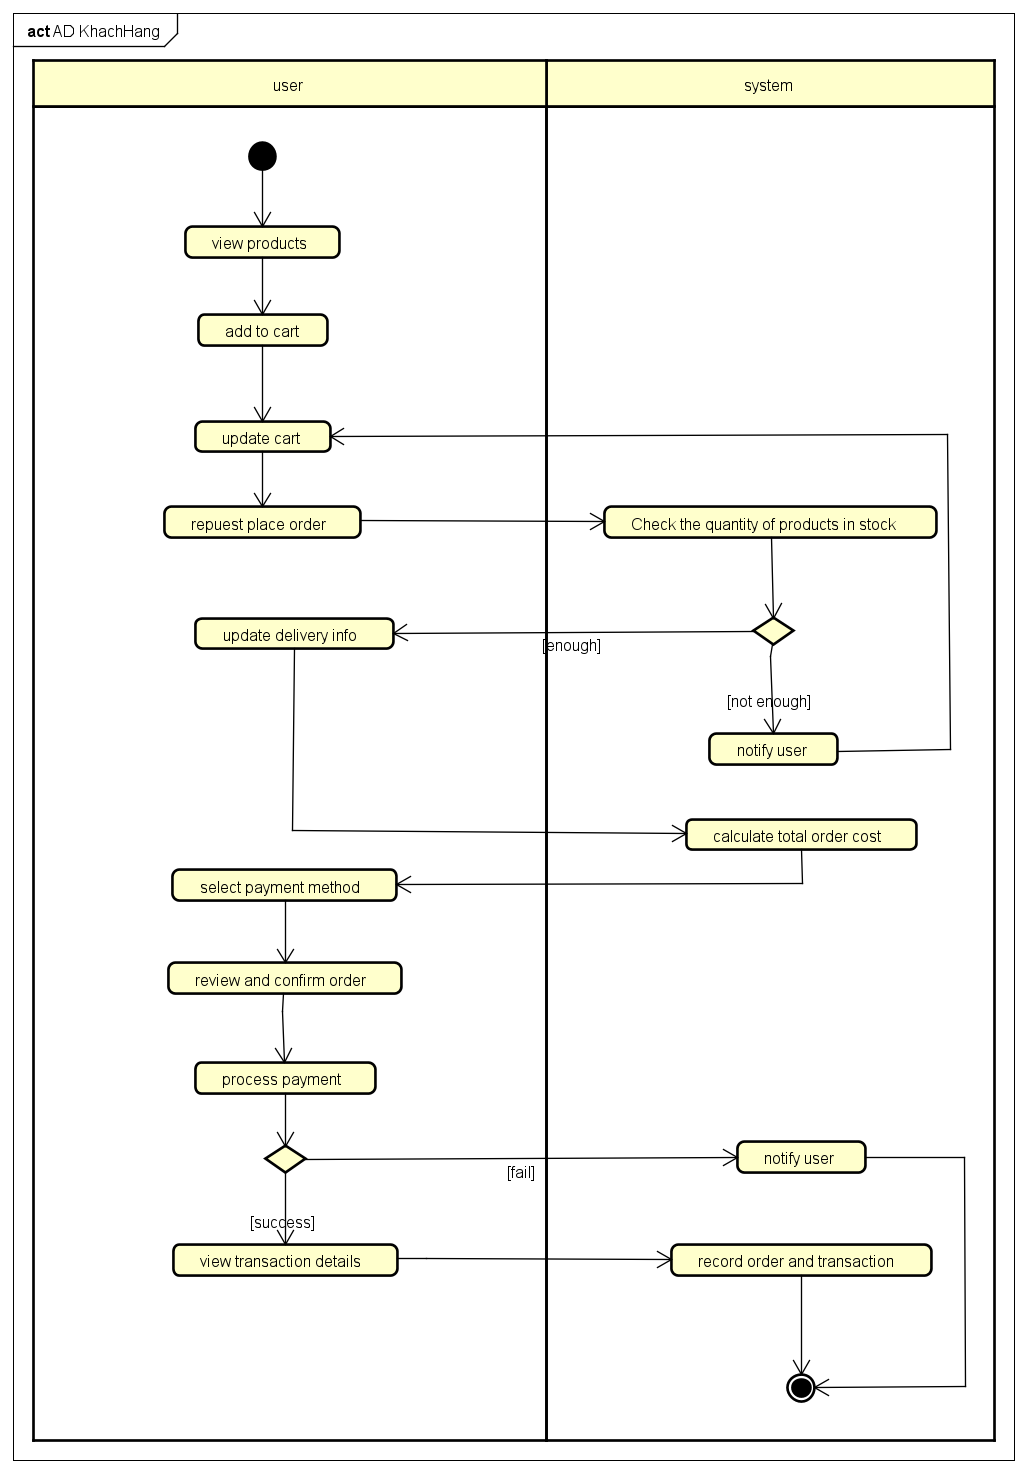 act AD KhachHang
user
system
view products
add to cart
update cart
repuest place order
Check the quantity of products in stock
update delivery info
[enough]
[not enough]
notify user
calculate total order cost
select payment method
review and confirm order
process payment
notify user
[fail]
[success]
view transaction details
record order and transaction